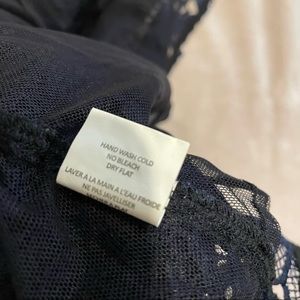 HAND WASH COLD
NO BLEACH
DRY FLAT
LAVER A LA MAIN A L'EAU FROIDE
NE PAS JAVELLISER